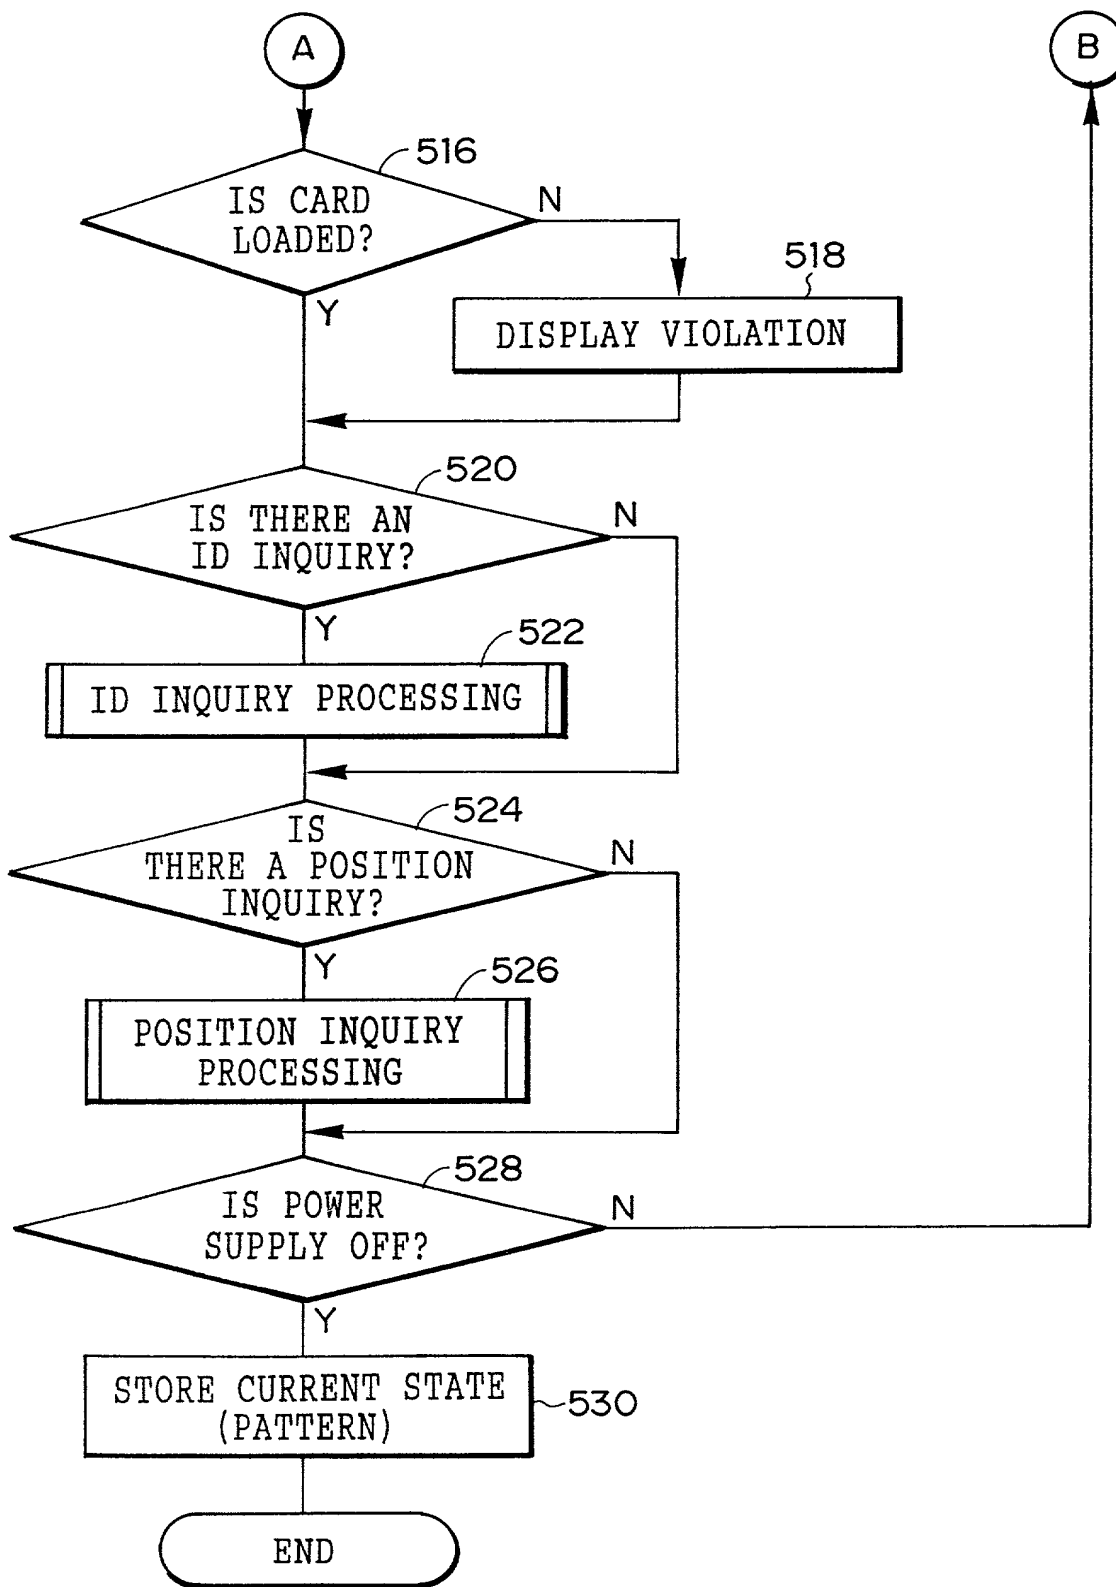 A
B
516
IS CARD
LOADED?
N
Y
518
DISPLAY VIOLATION
520
IS THERE AN
ID INQUIRY?
N
Y
522
ID INQUIRY PROCESSING
524
IS
THERE A POSITION
INQUIRY?
N
Y
526
POSITION INQUIRY
PROCESSING
528
IS POWER
SUPPLY OFF?
N
Y
STORE CURRENT STATE
(PATTERN)
530
END